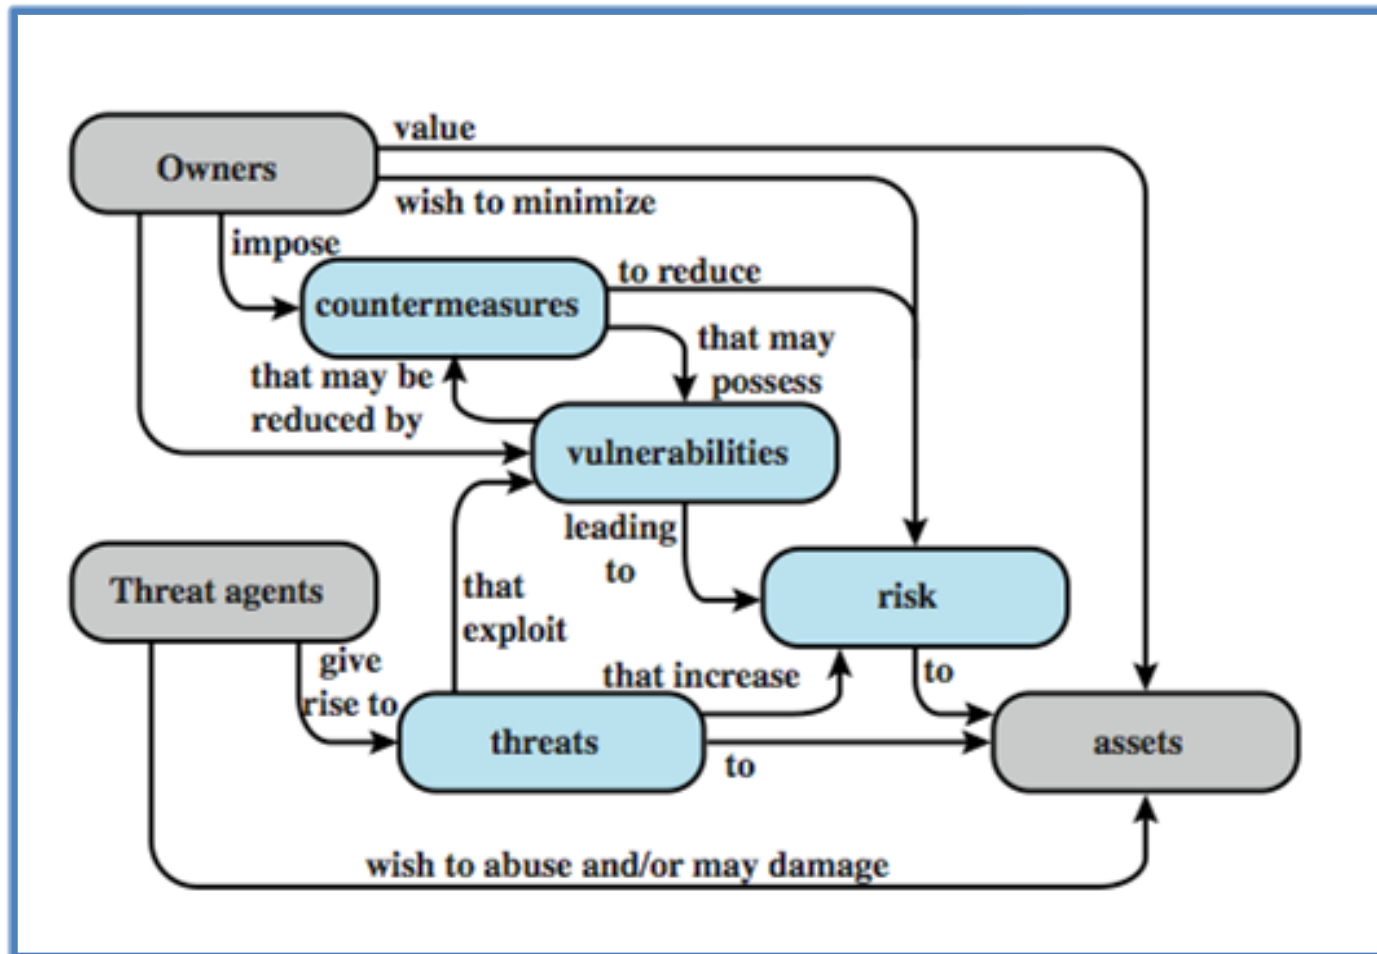 value
Owners
wish to minimize
impose
to reduce
countermeasures
that may
possess
that may be
reduced by
vulnerabilities
leading
to
Threat agents
that
exploit
risk
give
rise to
that increase
to
threats
to
assets
wish to abuse and/or may damage